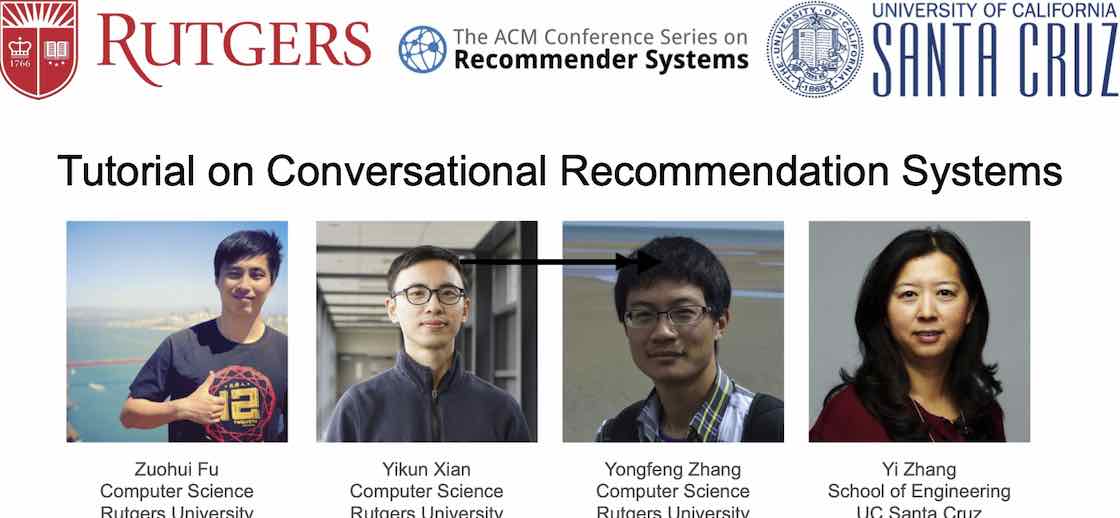 RUTGERS
1766
The ACM Conference Series on
Recommender Systems
THE UNIVERSITY OF CALIFORNIA
1868
UNIVERSITY OF CALIFORNIA
SANTA CRUZ
Tutorial on Conversational Recommendation Systems
12
Zuohui Fu
Computer Science
Rutgers University
Yikun Xian
Computer Science
Rutgers University
Yongfeng Zhang
Computer Science
Rutgers University
Yi Zhang
School of Engineering
UC Santa Cruz